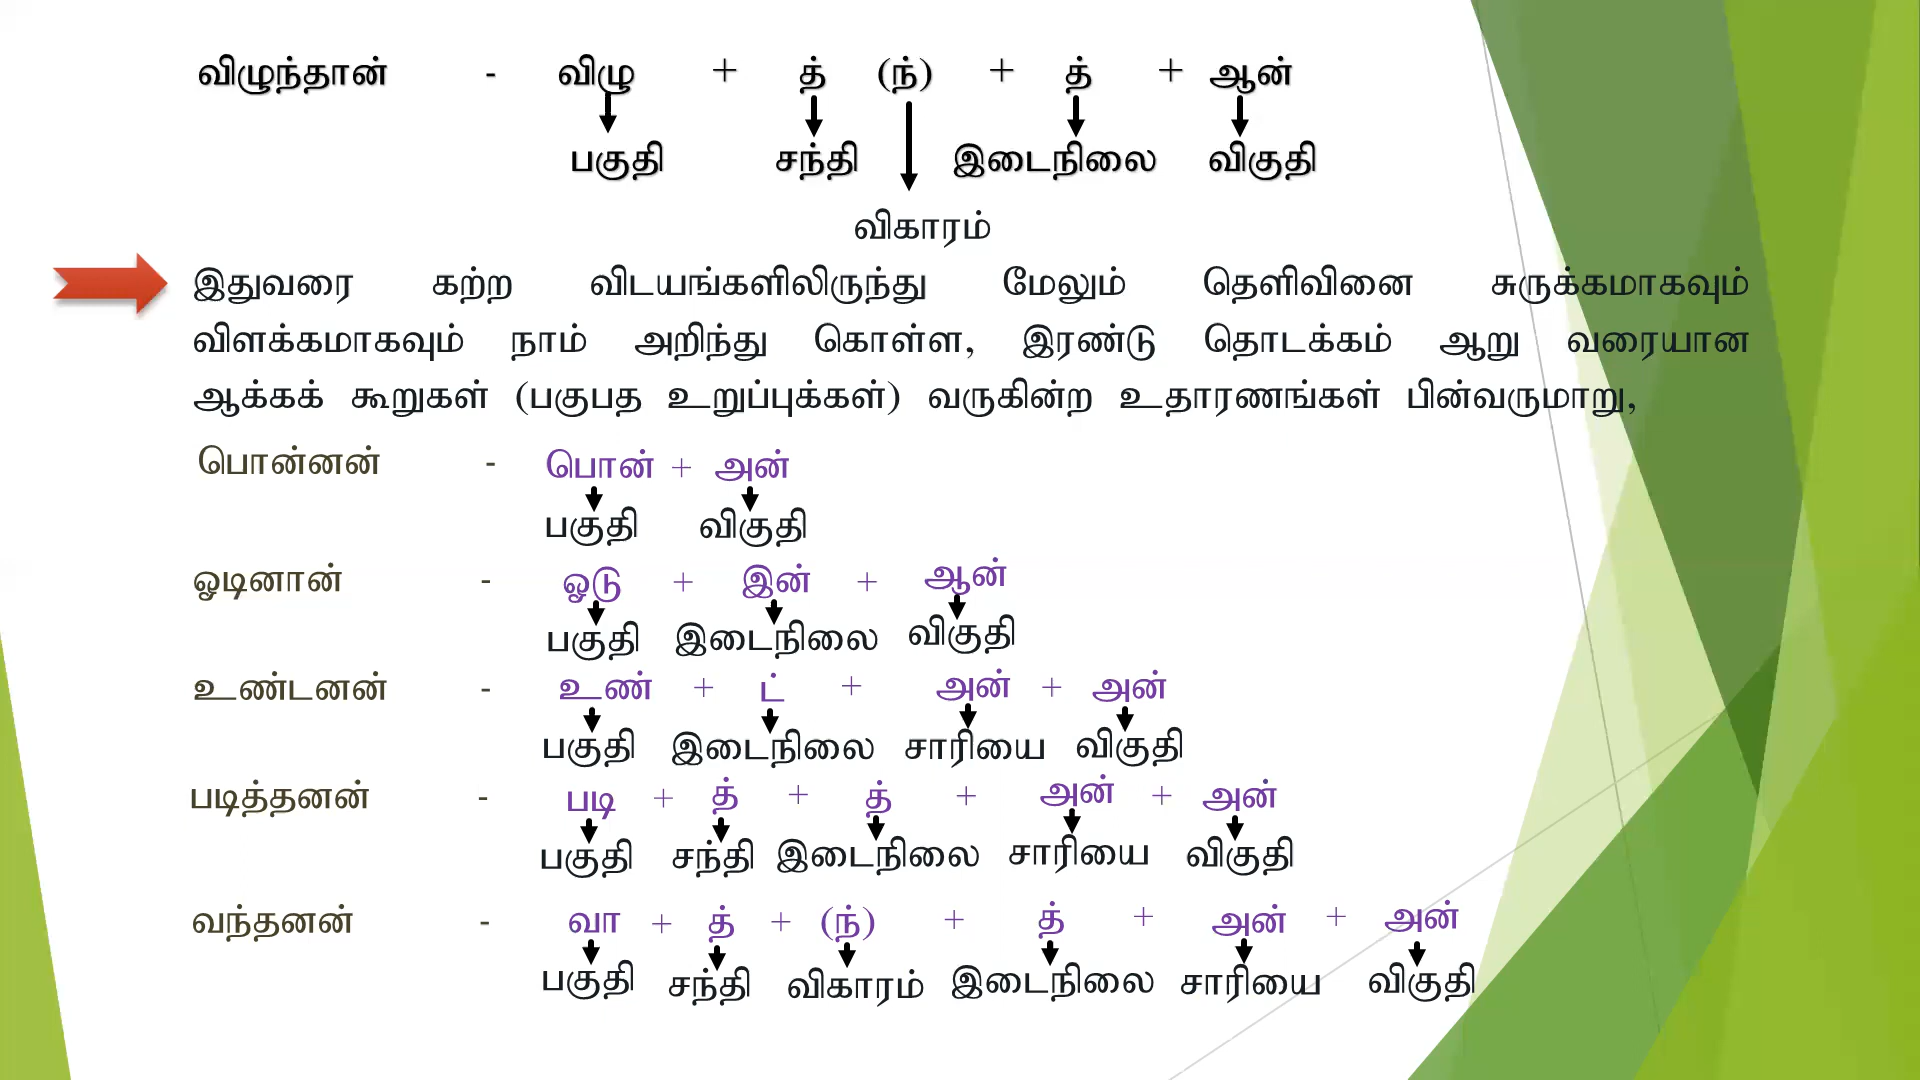 விழுந்தான் - விழு + த் (ந்) + த் + ஆன்
பகுதி சந்தி இடைநிலை விகுதி
விகாரம்
இதுவரை கற்ற விடயங்களிலிருந்து மேலும் தெளிவினை சுருக்கமாகவும்
விளக்கமாகவும் நாம் அறிந்து கொள்ள, இரண்டு தொடக்கம் ஆறு வரையான
ஆக்கக் கூறுகள் (பகுபத உறுப்புக்கள்) வருகின்ற உதாரணங்கள் பின்வருமாறு,
பொன்னன் - பொன் + அன்
பகுதி விகுதி
ஓடினான் - ஓடு + இன் + ஆன்
பகுதி இடைநிலை விகுதி
உண்டனன் - உண் + ட் + அன் + அன்
பகுதி இடைநிலை சாரியை விகுதி
படித்தனன் - படி + த் + த் + அன் + அன்
பகுதி சந்தி இடைநிலை சாரியை விகுதி
வந்தனன் - வா + த் + (ந்) + த் + அன் + அன்
பகுதி சந்தி விகாரம் இடைநிலை சாரியை விகுதி